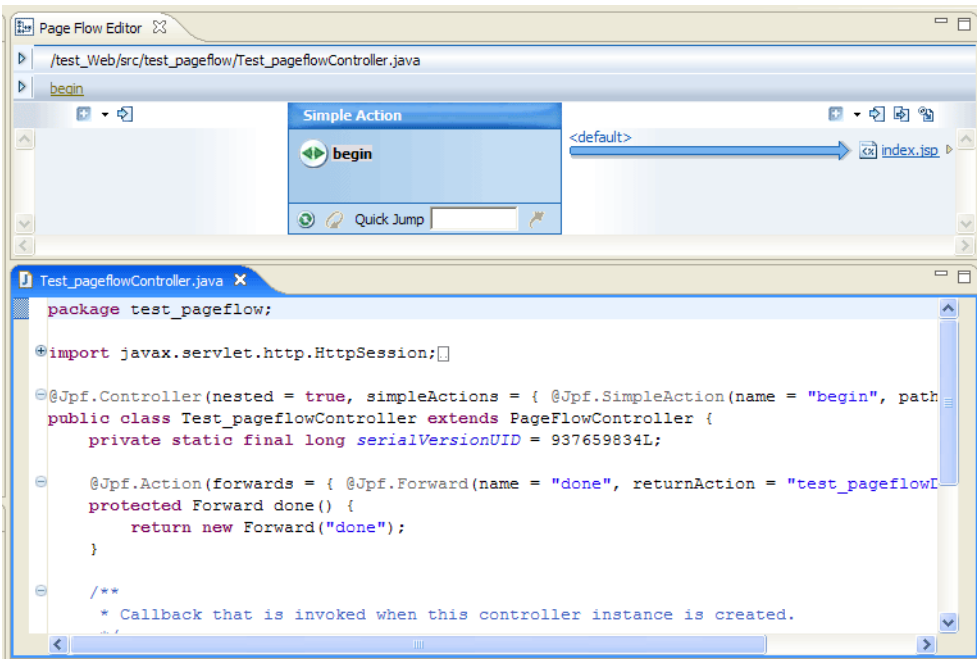 Page Flow Editor
/test_Web/src/test_pageflow/Test_pageflowController.java
begin
Simple Action
begin
Quick Jump
<default>
index.jsp
Test_pageflowController.java
package test_pageflow;
import javax.servlet.http.HttpSession;
@Jpf.Controller(nested = true, simpleActions = { @Jpf.SimpleAction(name = "begin", path
public class Test_pageflowController extends PageFlowController {
private static final long serialVersionUID = 937659834L;
@Jpf.Action(forwards = { @Jpf.Forward(name = "done", returnAction = "test_pageflowD
protected Forward done() {
return new Forward("done");
}
/**
* Callback that is invoked when this controller instance is created.